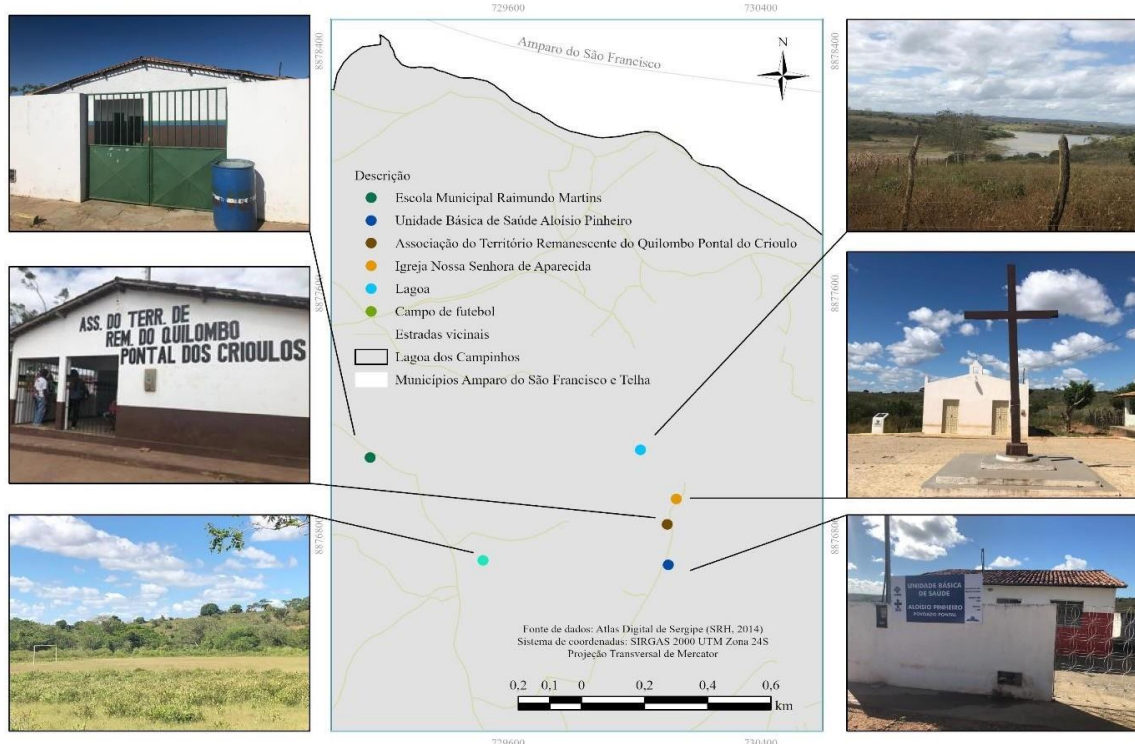 729600
730400
8878400
8878400
Amparo do São Francisco
N
Descrição
Escola Municipal Raimundo Martins
Unidade Básica de Saúde Aloísio Pinheiro
Associação do Território Remanescente do Quilombo Pontal do Crioulo
Igreja Nossa Senhora de Aparecida
Lagoa
Campo de futebol
Estradas vicinais
Lagoa dos Campinhos
Municípios Amparo do São Francisco e Telha
8877600
8877600
ASS. DO TERR. DE
REM. DO QUILOMBO
PONTAL DOS CRIOULOS
8876800
8876800
UNIDADE BÁSICA
DE SAÚDE
ALOÍSIO PINHEIRO
POVOADO PONTAL
Fonte de dados: Atlas Digital de Sergipe (SRH, 2014)
Sistema de coordenadas: SIRGAS 2000 UTM Zona 24S
Projeção Transversal de Mercator
0,2 0,1 0 0,2 0,4 0,6
km
729600
730400